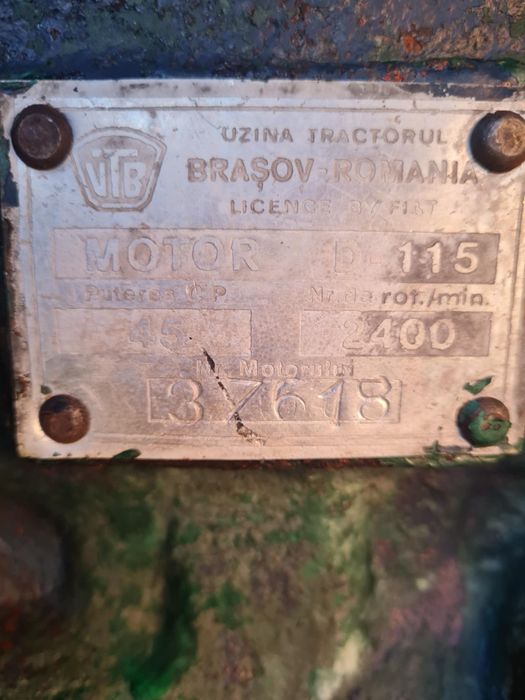 UTB
UZINA TRACTORUL
BRAŞOV-ROMANIA
LICENCE BY FIAT
MOTOR D-115
Puterea C.P. Nr. de rot./min.
45 2400
Nr. Motorului
37618